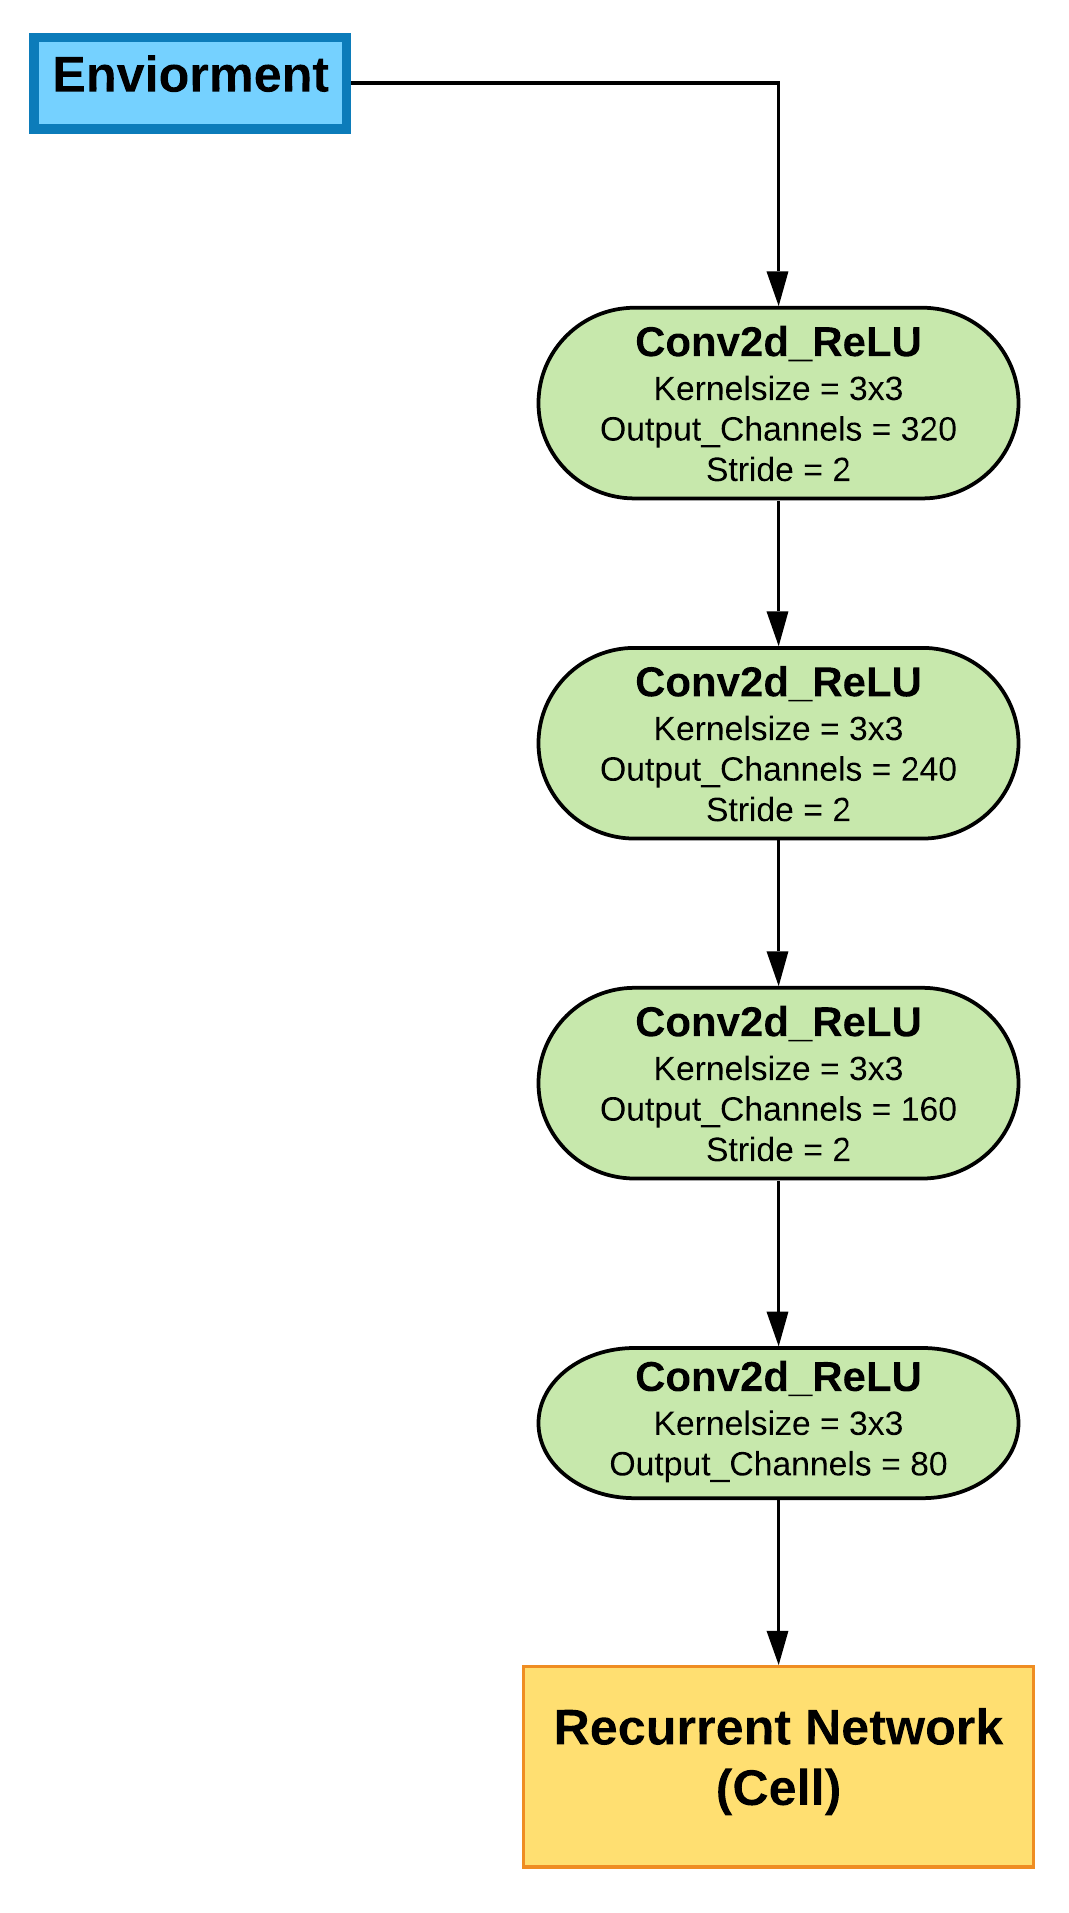 Enviorment
Conv2d_ReLU
Kernelsize = 3x3
Output_Channels = 320
Stride = 2
Conv2d_ReLU
Kernelsize = 3x3
Output_Channels = 240
Stride = 2
Conv2d_ReLU
Kernelsize = 3x3
Output_Channels = 160
Stride = 2
Conv2d_ReLU
Kernelsize = 3x3
Output_Channels = 80
Recurrent Network
(Cell)